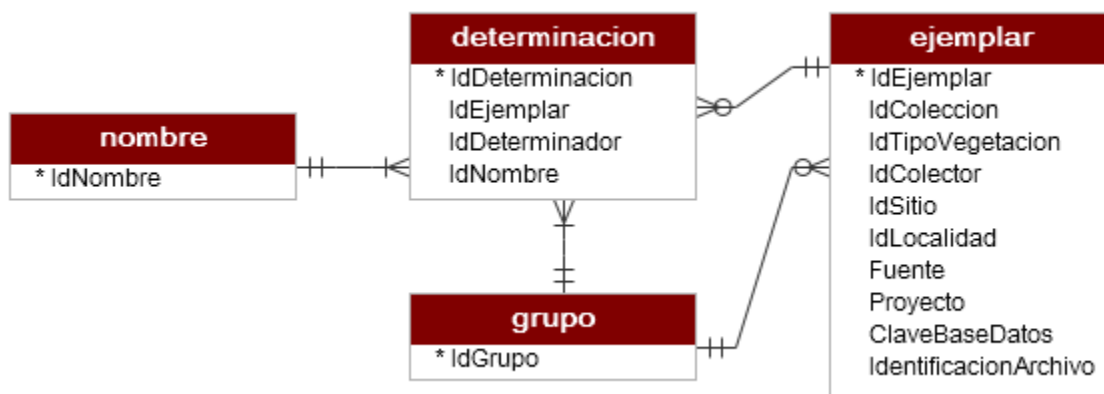 nombre
* IdNombre
determinacion
* IdDeterminacion
IdEjemplar
IdDeterminador
IdNombre
grupo
* IdGrupo
ejemplar
* IdEjemplar
IdColeccion
IdTipoVegetacion
IdColector
IdSitio
IdLocalidad
Fuente
Proyecto
ClaveBaseDatos
IdentificacionArchivo